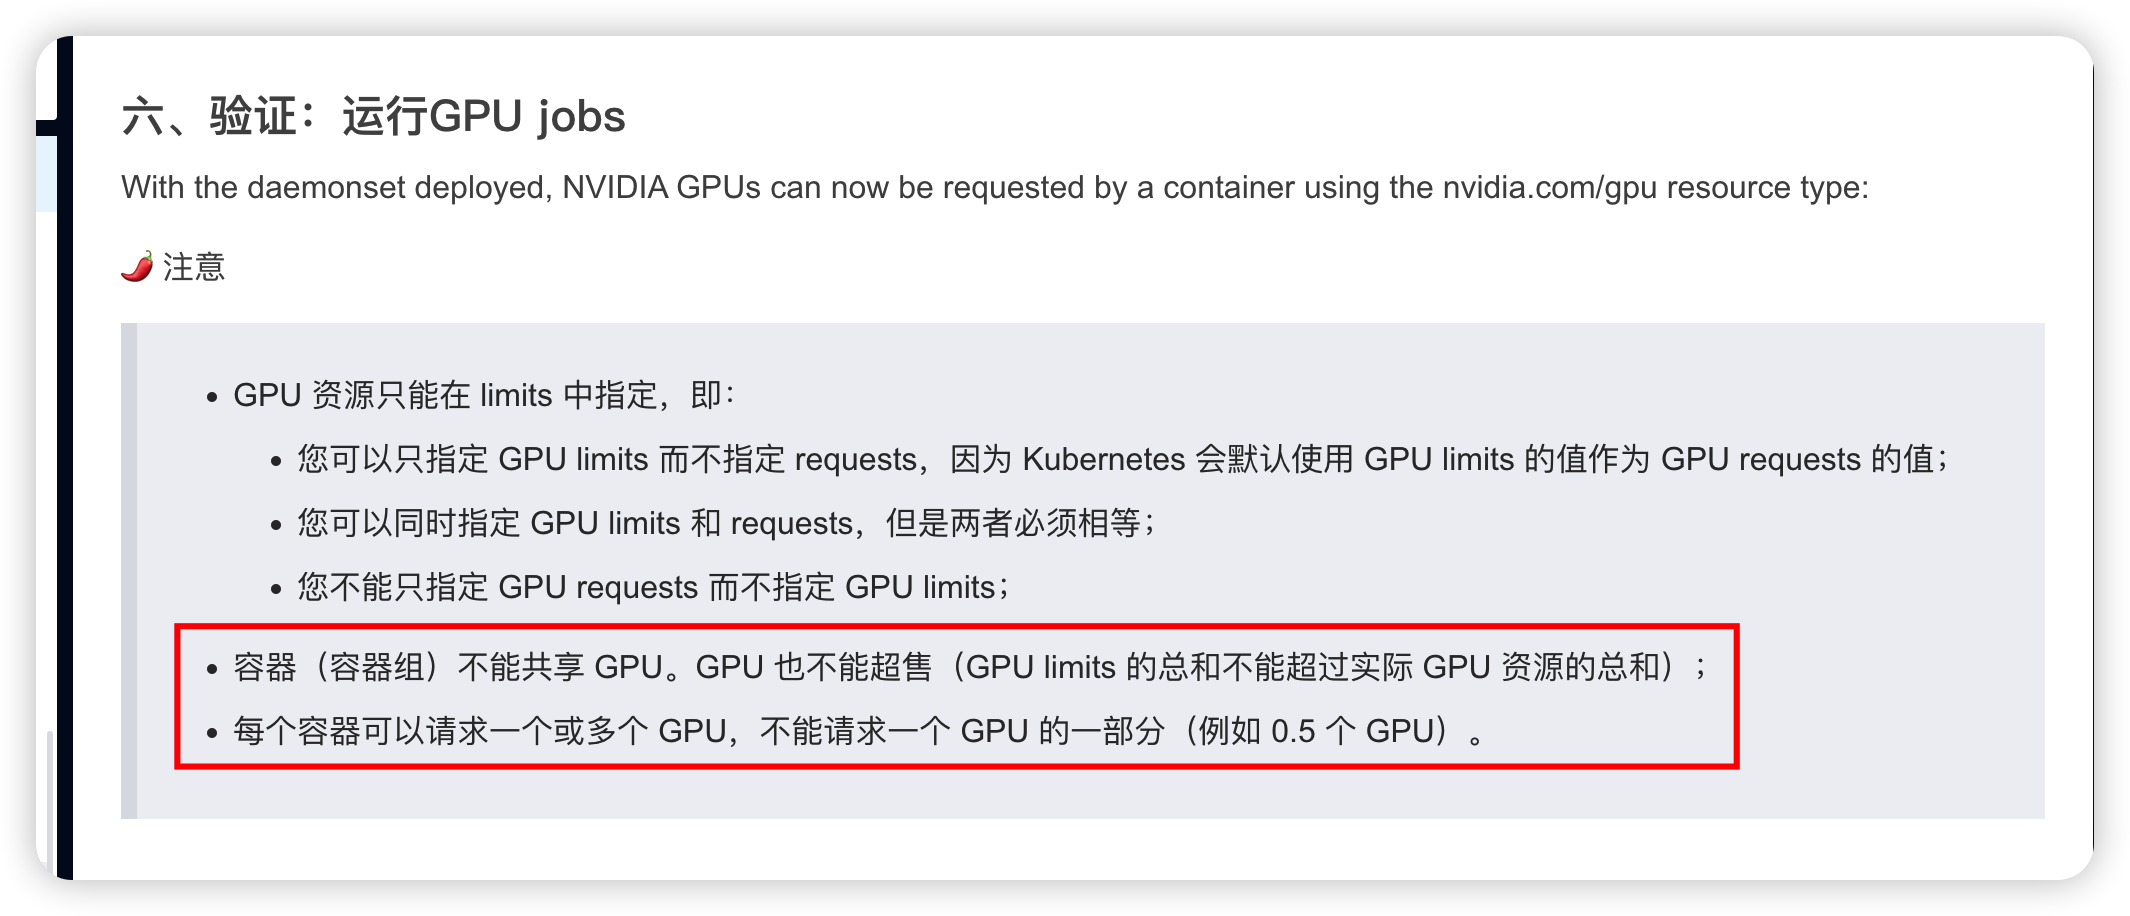 六、验证：运行GPU jobs
With the daemonset deployed, NVIDIA GPUs can now be requested by a container using the nvidia.com/gpu resource type:
🌶️ 注意
• GPU 资源只能在 limits 中指定，即：
• 您可以只指定 GPU limits 而不指定 requests，因为 Kubernetes 会默认使用 GPU limits 的值作为 GPU requests 的值；
• 您可以同时指定 GPU limits 和 requests，但是两者必须相等；
• 您不能只指定 GPU requests 而不指定 GPU limits；
• 容器（容器组）不能共享 GPU。GPU 也不能超售（GPU limits 的总和不能超过实际 GPU 资源的总和）；
• 每个容器可以请求一个或多个 GPU，不能请求一个 GPU 的一部分（例如 0.5 个 GPU）。